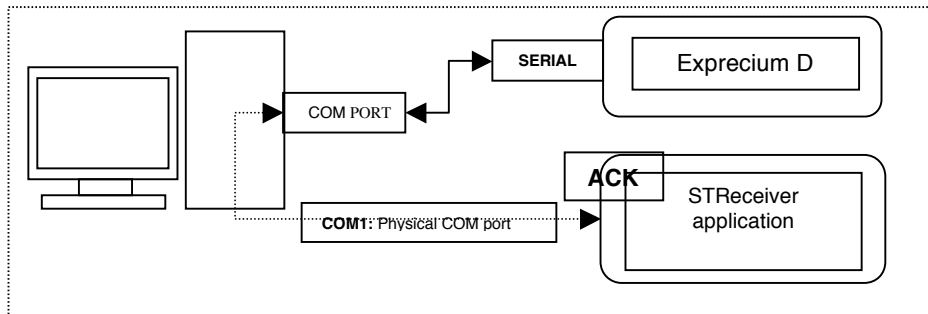 SERIAL
Exprecium D
COM PORT
ACK
STReceiver
application
COM1: Physical COM port